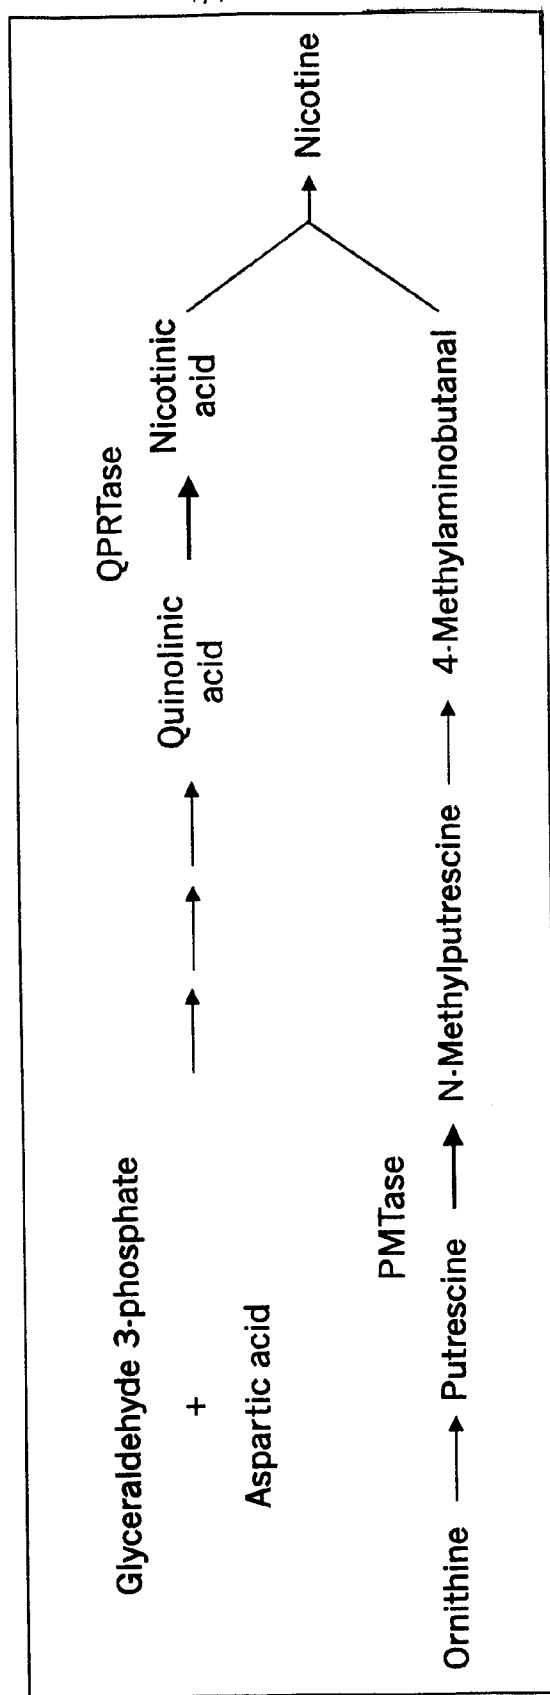 Glyceraldehyde 3-phosphate
+
Aspartic acid
Quinolinic
acid
QPRTase
Nicotinic
acid
Nicotine
Ornithine
Putrescine
PMTase
N-Methylputrescine
4-Methylaminobutanal